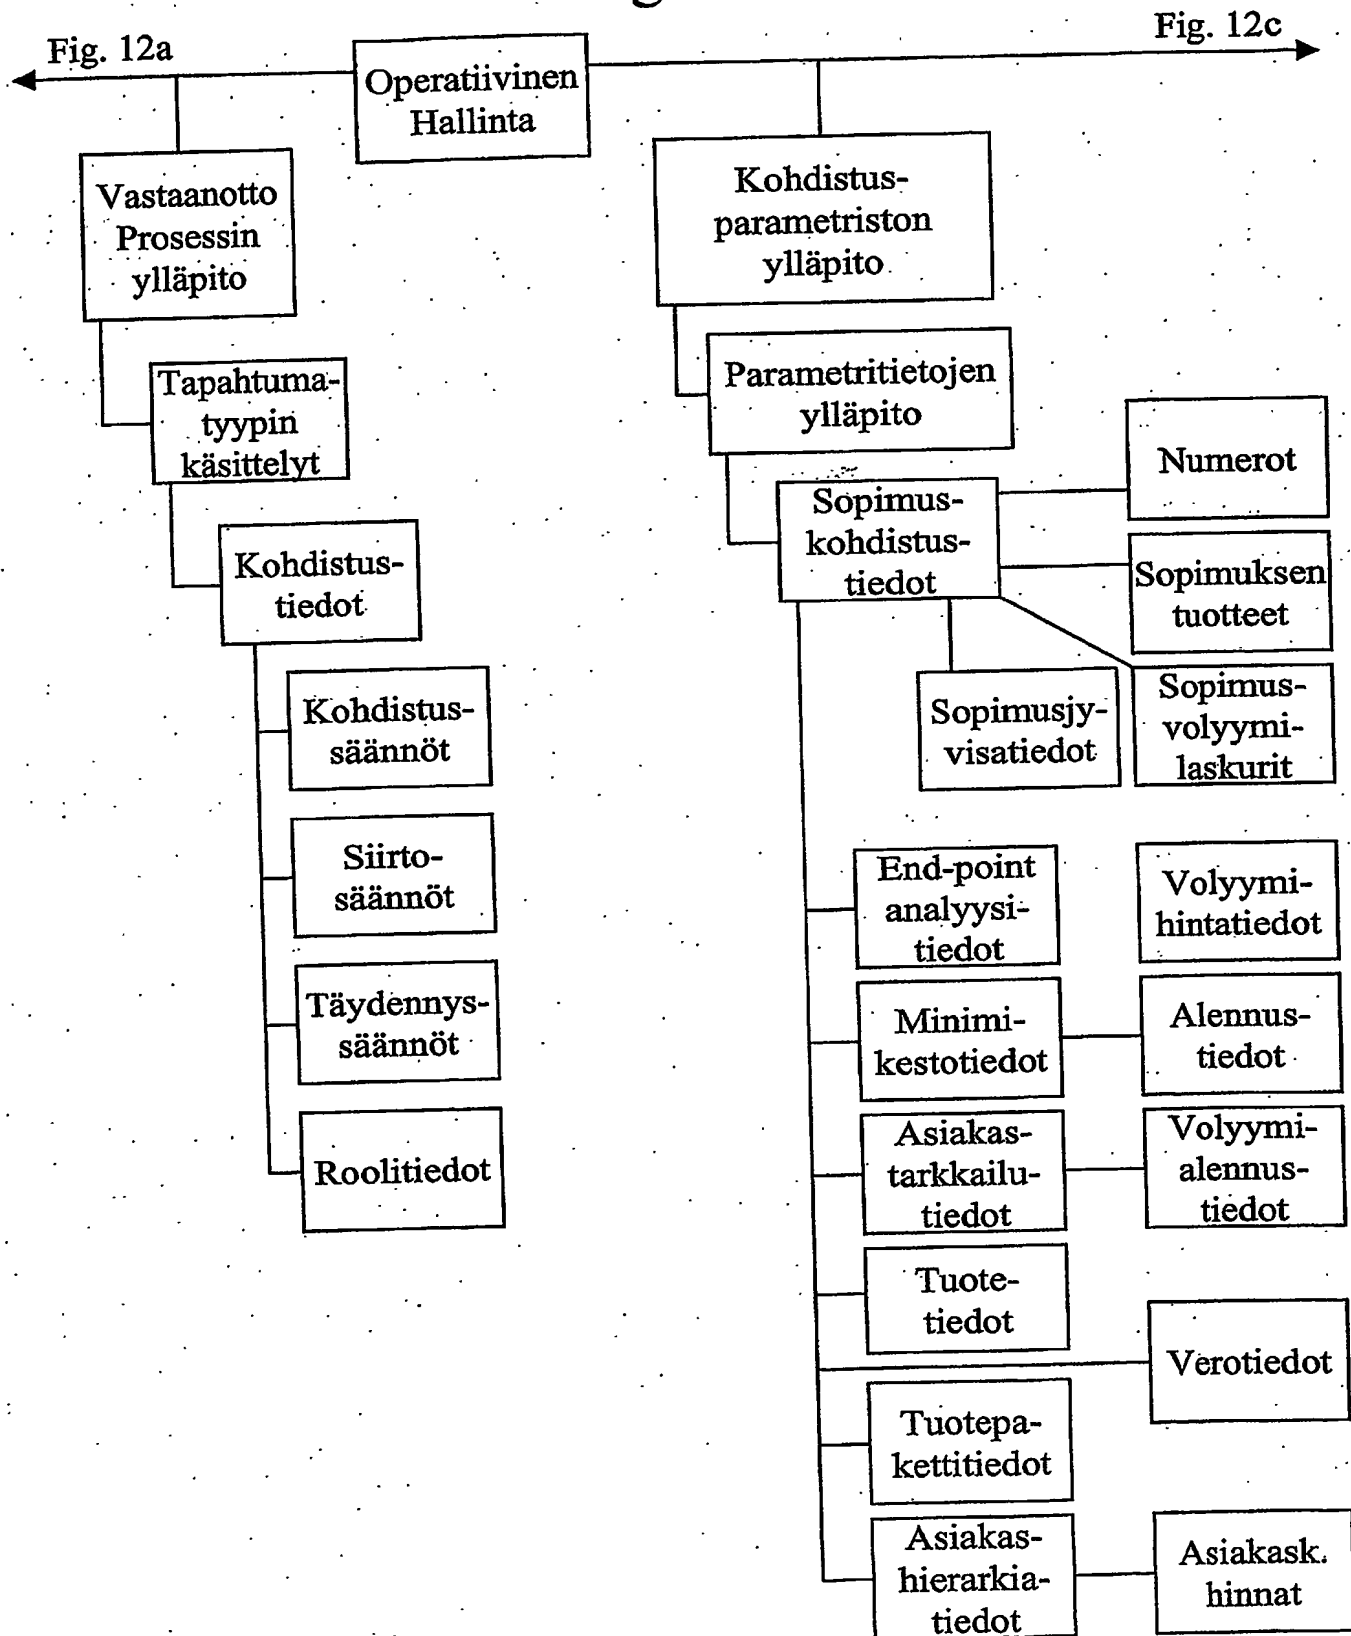 Fig. 12a
Fig. 12c
Operatiivinen
Hallinta
Vastaanotto
Prosessin
ylläpito
Tapahtuma-
tyypin
käsittelyt
Kohdistus-
tiedot
Kohdistus-
säännöt
Siirto-
säännöt
Täydennys-
säännöt
Roolitiedot
Kohdistus-
parametriston
ylläpito
Parametritietojen
ylläpito
Sopimus-
kohdistus-
tiedot
Numerot
Sopimuksen
tuotteet
Sopimusjy-
visatiedot
Sopimus-
volyymi-
laskurit
End-point
analyysi-
tiedot
Volyymi-
hintatiedot
Minimi-
kestotiedot
Alennus-
tiedot
Asiakas-
tarkkailu-
tiedot
Volyymi-
alennus-
tiedot
Tuote-
tiedot
Verotiedot
Tuotepa-
kettitiedot
Asiakas-
hierarkia-
tiedot
Asiakask.
hinnat